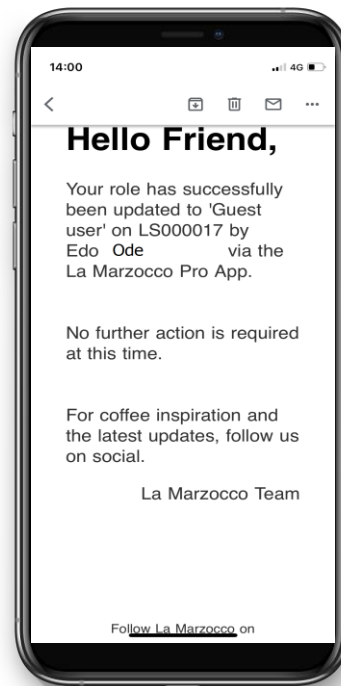 14:00
4G
Hello Friend,
Your role has successfully
been updated to 'Guest
user' on LS000017 by
Edo Ode via the
La Marzocco Pro App.
No further action is required
at this time.
For coffee inspiration and
the latest updates, follow us
on social.
La Marzocco Team
Follow La Marzocco on